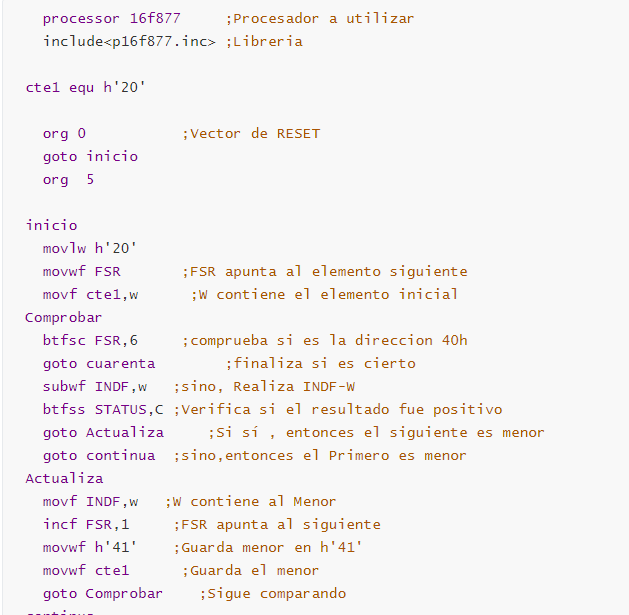 processor 16f877 ;Procesador a utilizar
include<p16f877.inc> ;Libreria
cte1 equ h'20'
org 0 ;Vector de RESET
goto inicio
org 5
inicio
movlw h'20'
movwf FSR ;FSR apunta al elemento siguiente
movf cte1,w ;W contiene el elemento inicial
Comprobar
btfsc FSR,6 ;comprueba si es la direccion 40h
goto cuarenta ;finaliza si es cierto
subwf INDF,w ;sino, Realiza INDF-W
btfss STATUS,C ;Verifica si el resultado fue positivo
goto Actualiza ;Si sí , entonces el siguiente es menor
goto continua ;sino,entonces el Primero es menor
Actualiza
movf INDF,w ;W contiene al Menor
incf FSR,1 ;FSR apunta al siguiente
movwf h'41' ;Guarda menor en h'41'
movwf cte1 ;Guarda el menor
goto Comprobar ;Sigue comparando